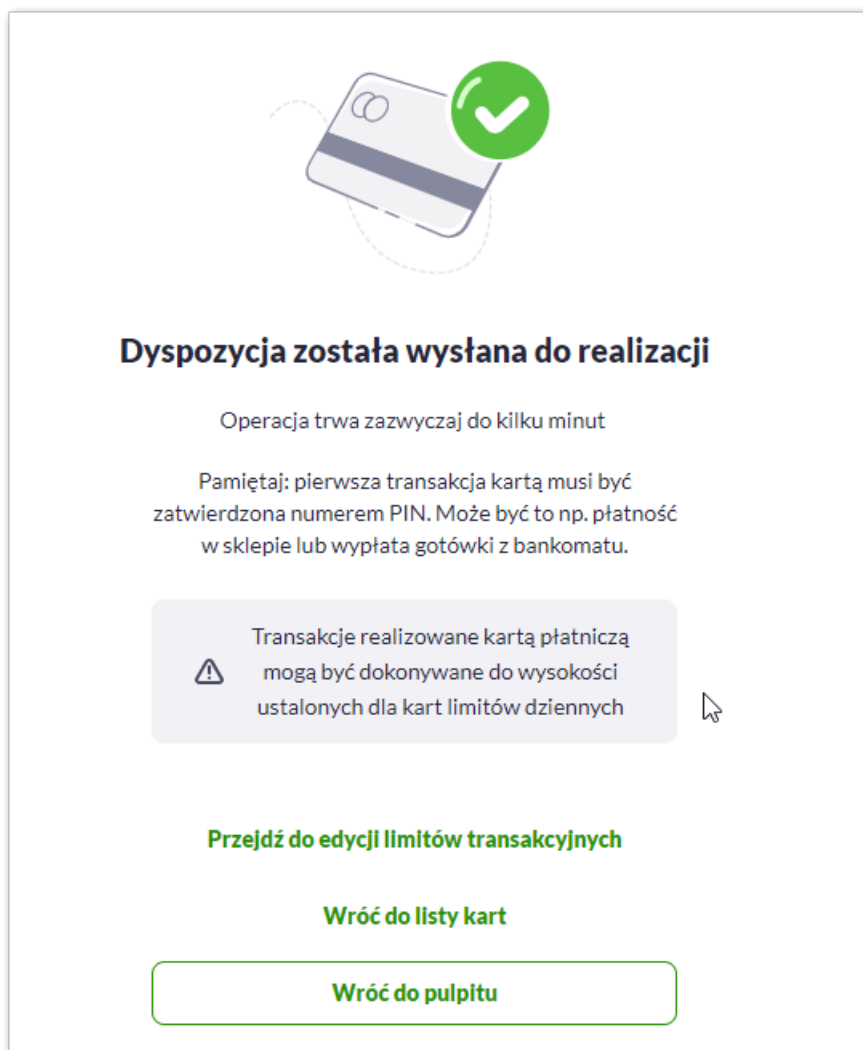 Dyspozycja została wysłana do realizacji
Operacja trwa zazwyczaj do kilku minut
Pamiętaj: pierwsza transakcja kartą musi być
zatwierdzona numerem PIN. Może być to np. płatność
w sklepie lub wypłata gotówki z bankomatu.
Transakcje realizowane kartą płatniczą
mogą być dokonywane do wysokości
ustalonych dla kart limitów dziennych
Przejdź do edycji limitów transakcyjnych
Wróć do listy kart
Wróć do pulpitu